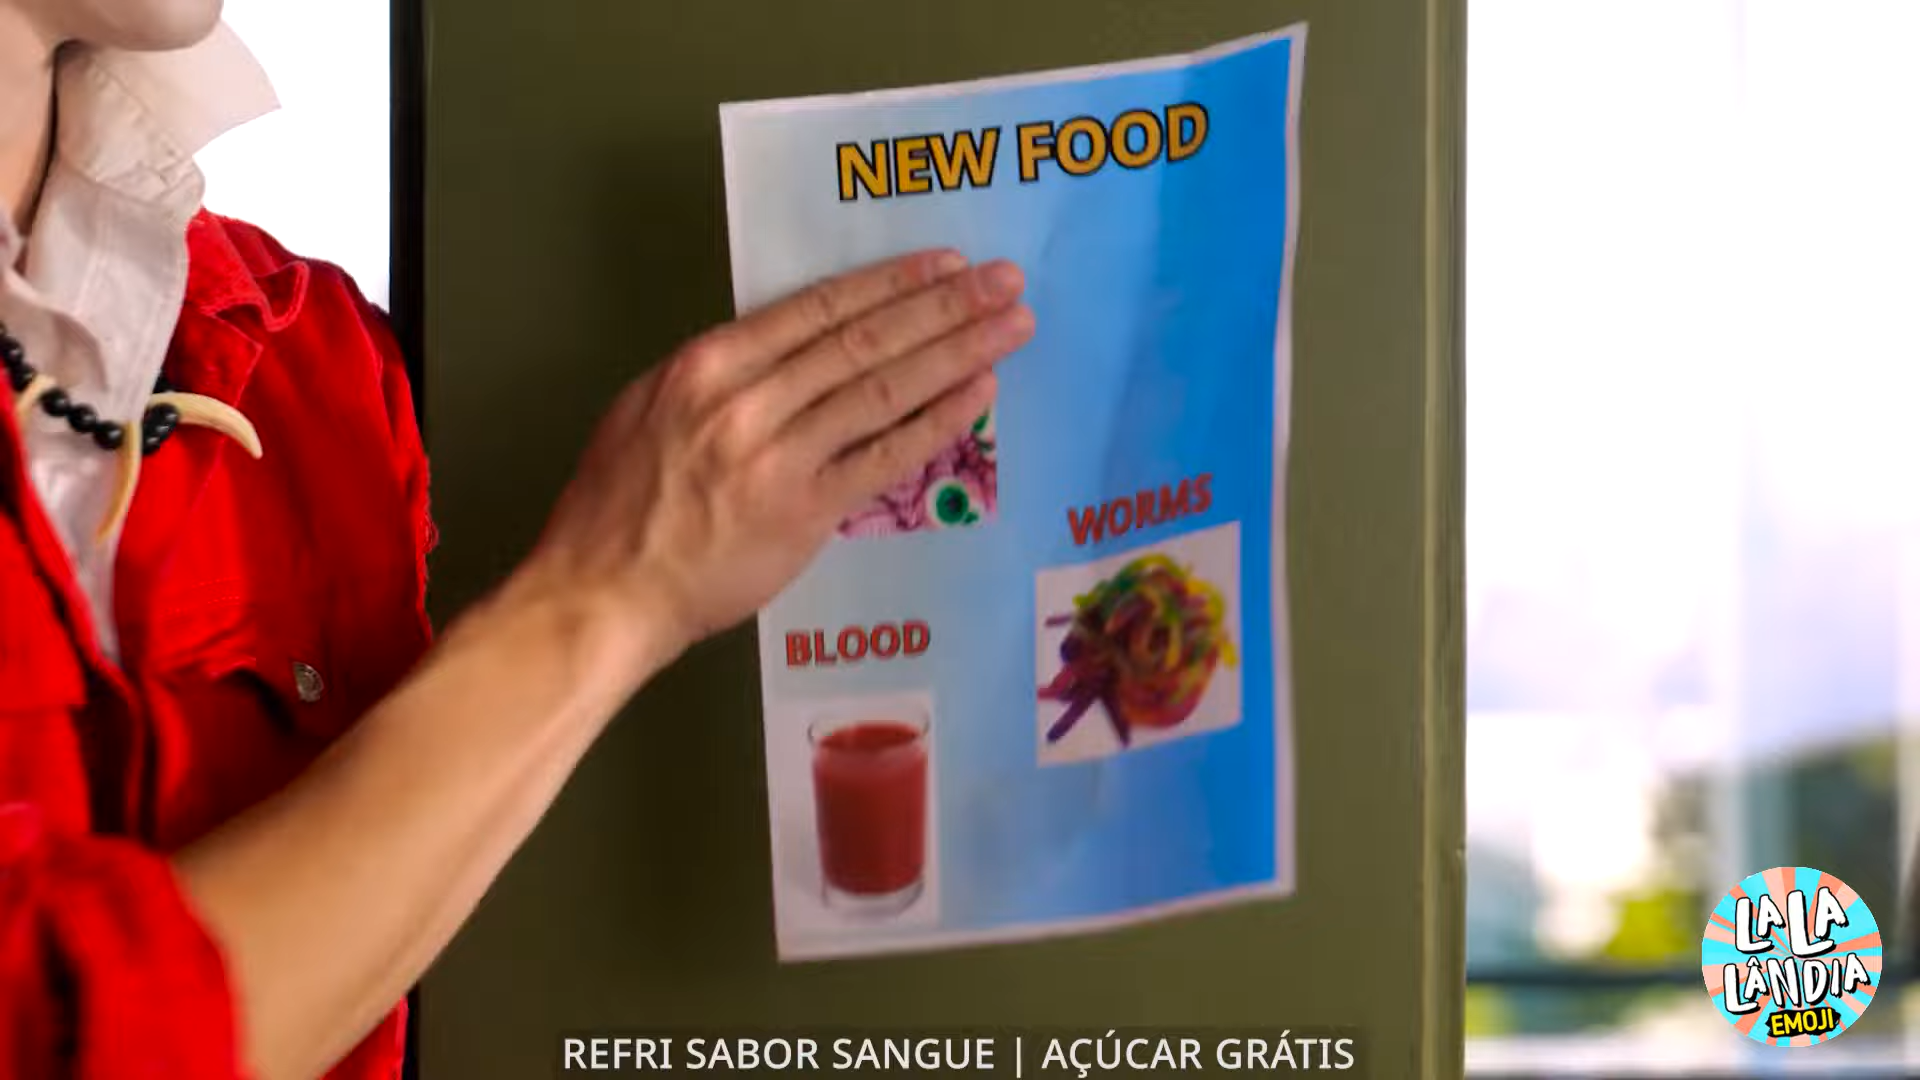 NEW FOOD
WORMS
BLOOD
REFRI SABOR SANGUE | AÇÚCAR GRÁTIS
LA LA
LÂNDIA
EMOJI